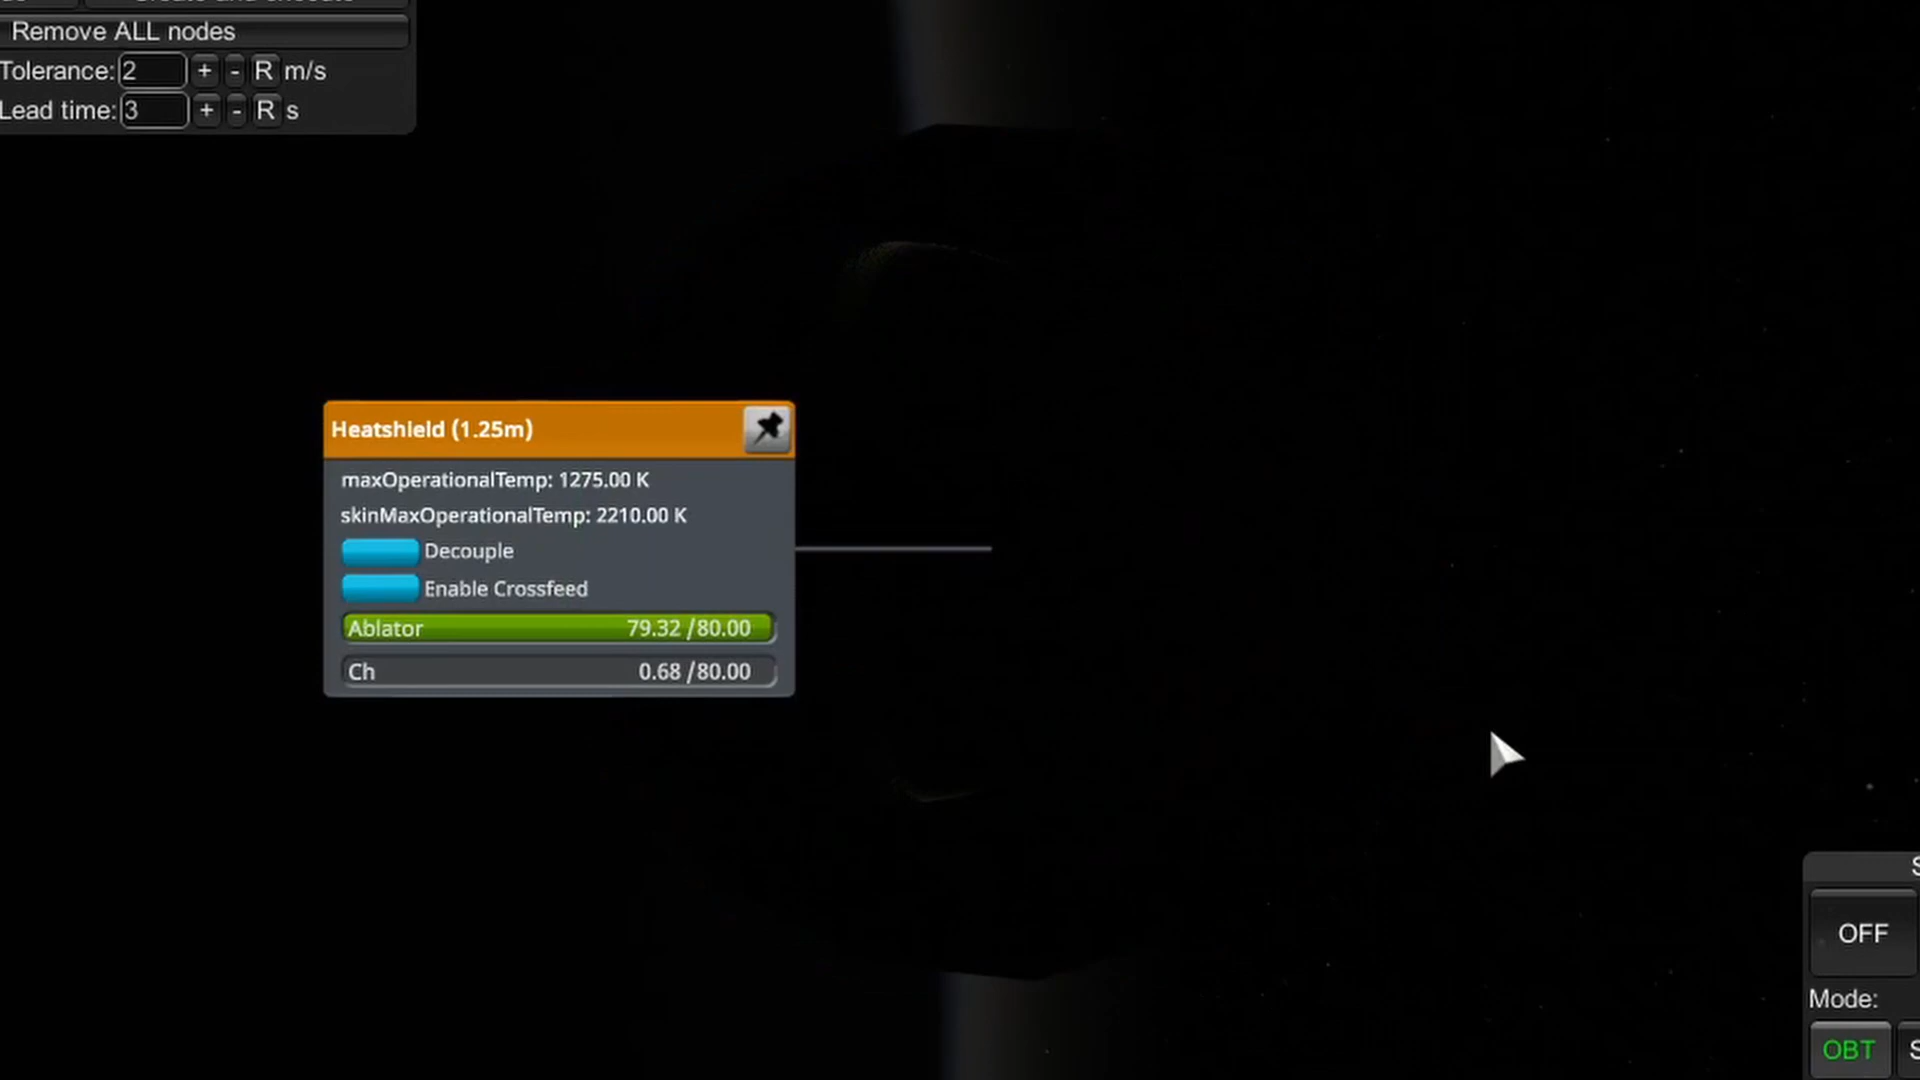 Remove ALL nodes
Tolerance: 2 + - R m/s
Lead time: 3 + - R s
Heatshield (1.25m)
maxOperationalTemp: 1275.00 K
skinMaxOperationalTemp: 2210.00 K
Decouple
Enable Crossfeed
Ablator 79.32 /80.00
Ch 0.68 /80.00
OFF
Mode:
OBT